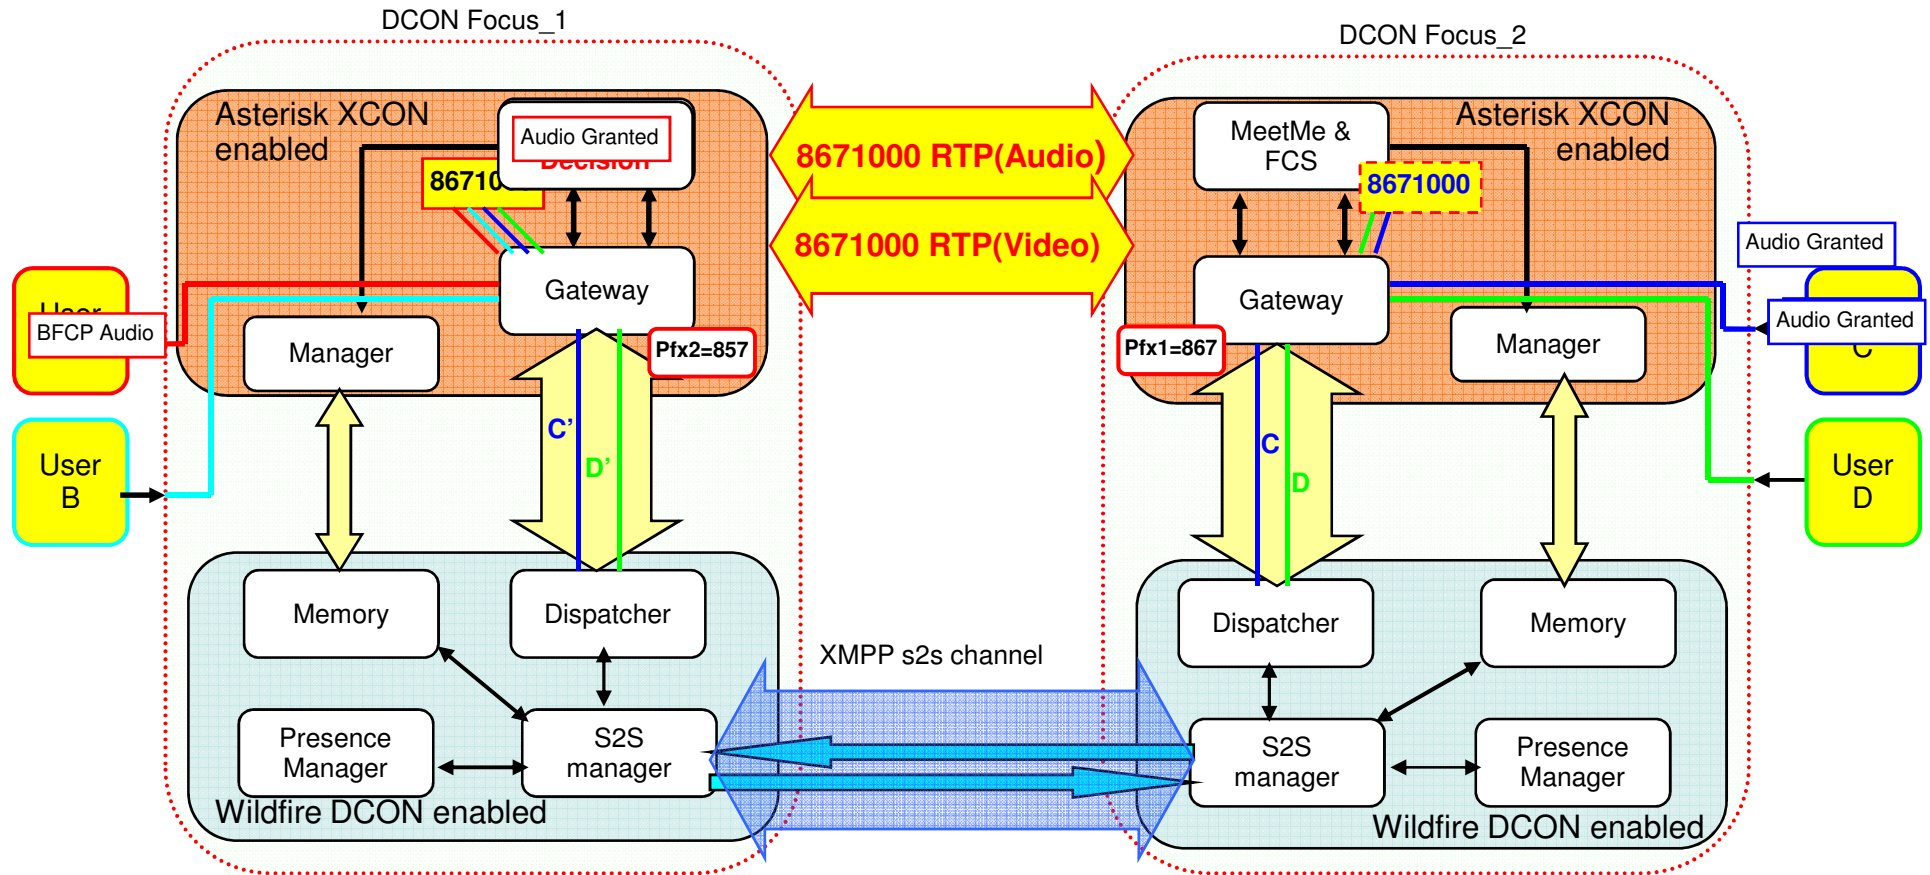 DCON Focus_1
DCON Focus_2
Asterisk XCON
enabled
Audio Granted
Decision
8671000 RTP(Audio)
8671000 RTP(Video)
MeetMe &
FCS
Asterisk XCON
enabled
8671000
Audio Granted
Audio Granted
C
User
BFCP Audio
Gateway
Manager
Pfx2=857
Gateway
Pfx1=867
Manager
C’
D’
C
D
User
B
User
D
Memory
Dispatcher
Dispatcher
Memory
XMPP s2s channel
Presence
Manager
S2S
manager
S2S
manager
Presence
Manager
Wildfire DCON enabled
Wildfire DCON enabled